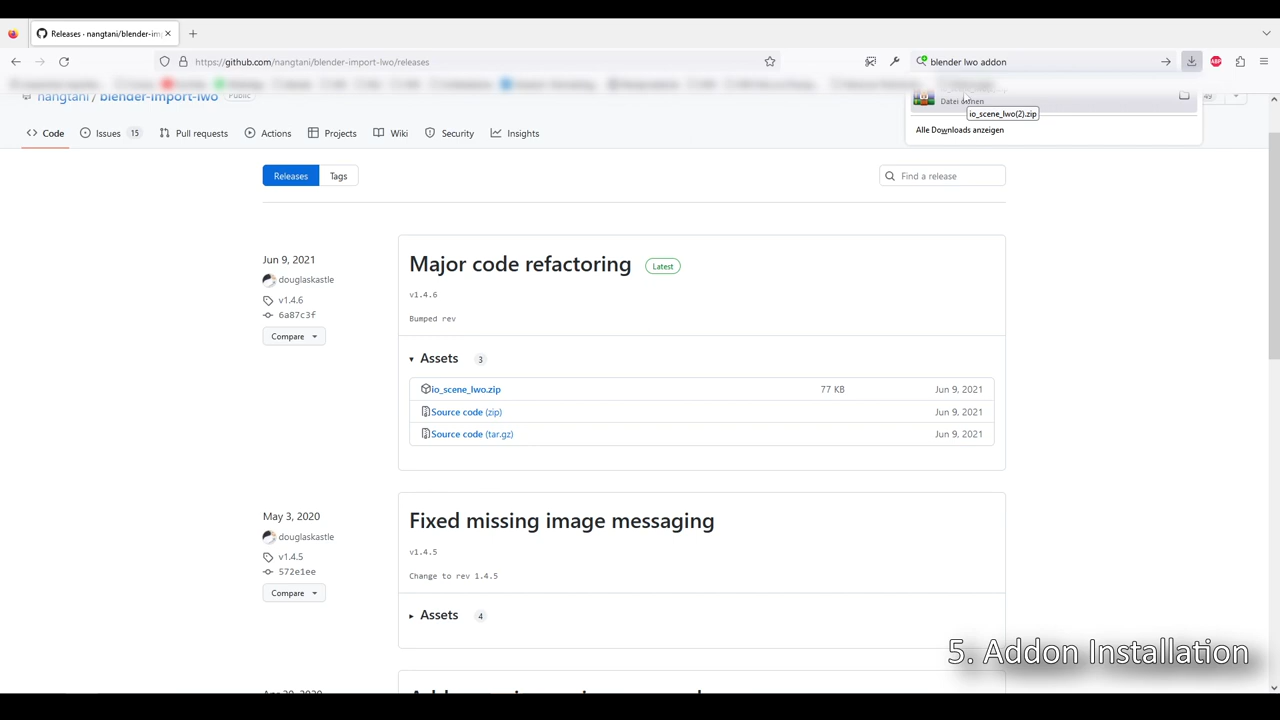 Releases · nangtani/blender-im
https://github.com/nangtani/blender-import-lwo/releases
blender lwo addon
Datei öffnen
io_scene_lwo(2).zip
Alle Downloads anzeigen
nangtani / blender-import-lwo Public
Code
Issues 15
Pull requests
Actions
Projects
Wiki
Security
Insights
Releases
Tags
Find a release
Jun 9, 2021
douglaskastle
v1.4.6
6a87c3f
Compare
Major code refactoring Latest
v1.4.6
Bumped rev
Assets 3
io_scene_lwo.zip 77 KB Jun 9, 2021
Source code (zip) Jun 9, 2021
Source code (tar.gz) Jun 9, 2021
May 3, 2020
douglaskastle
v1.4.5
572e1ee
Compare
Fixed missing image messaging
v1.4.5
Change to rev 1.4.5
Assets 4
5. Addon Installation